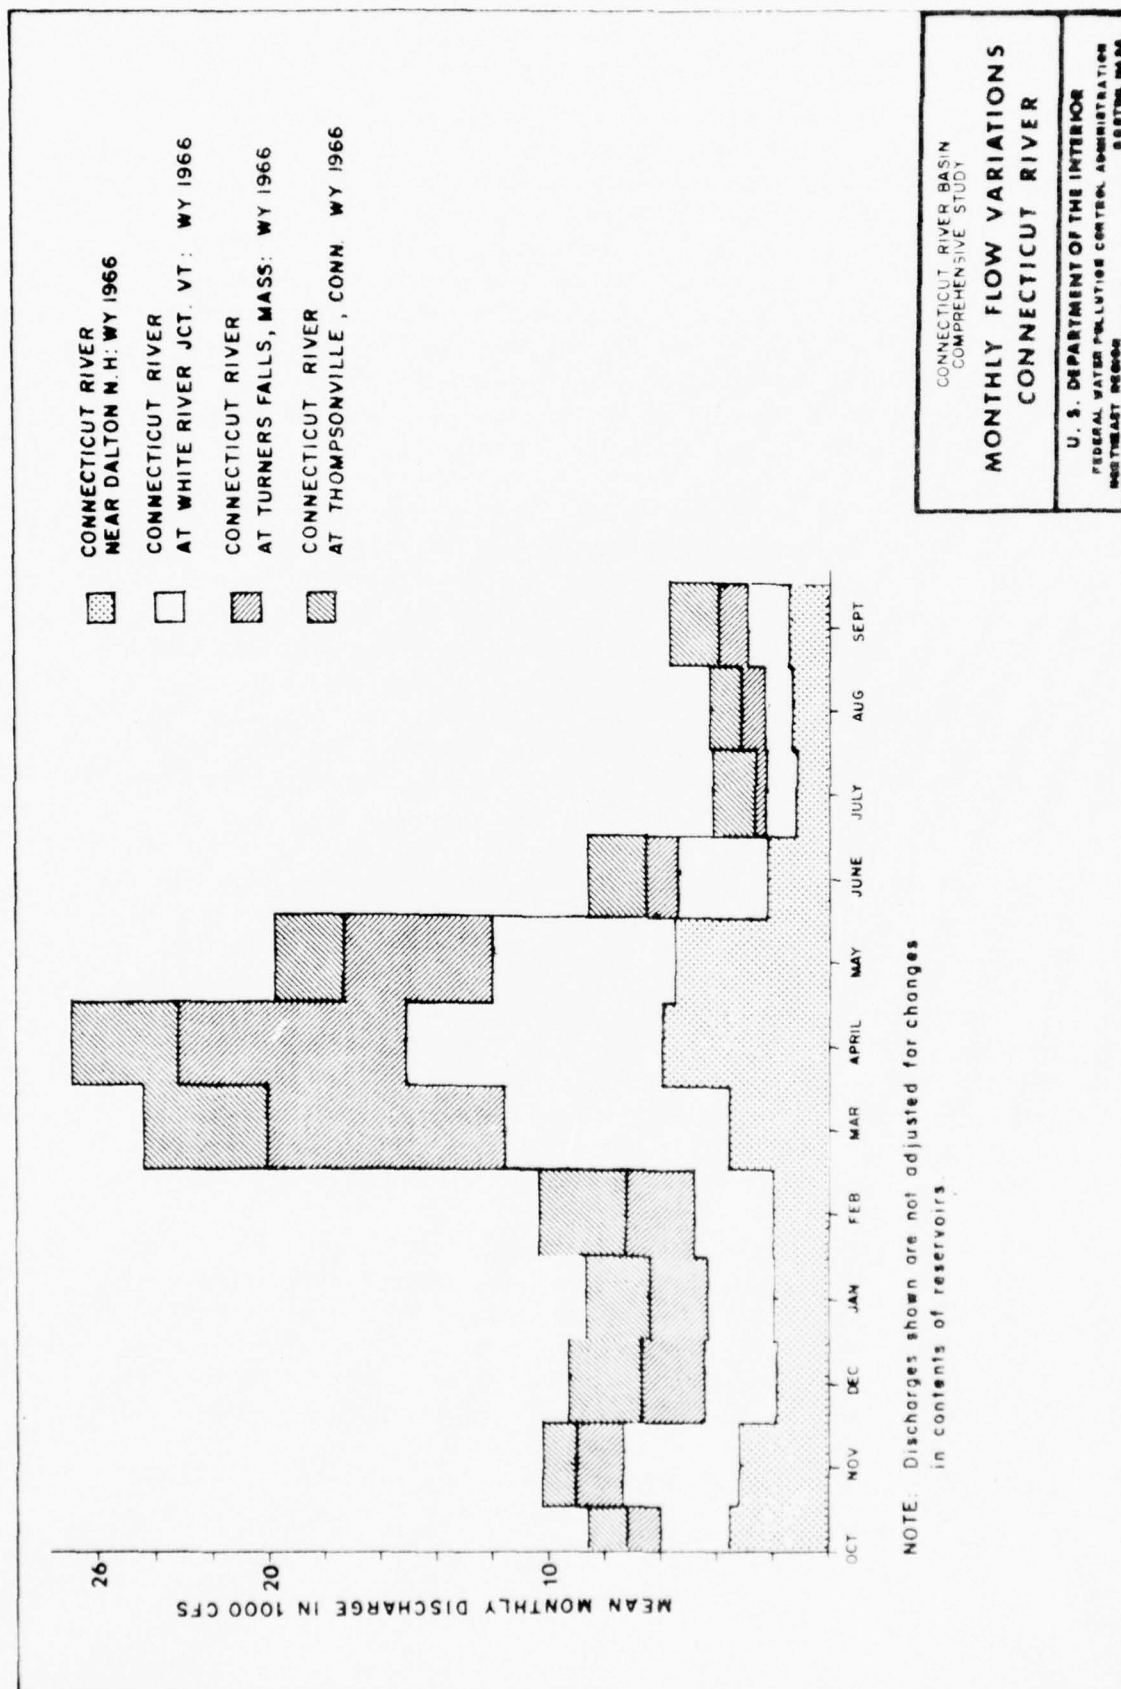 CONNECTICUT RIVER
NEAR DALTON N.H: WY 1966
CONNECTICUT RIVER
AT WHITE RIVER JCT. VT: WY 1966
CONNECTICUT RIVER
AT TURNERS FALLS, MASS: WY 1966
CONNECTICUT RIVER
AT THOMPSONVILLE, CONN. WY 1966
MEAN MONTHLY DISCHARGE IN 1000 CFS
26
20
10
OCT NOV DEC JAN FEB MAR APRIL MAY JUNE JULY AUG SEPT
NOTE: Discharges shown are not adjusted for changes
in contents of reservoirs.
CONNECTICUT RIVER BASIN
COMPREHENSIVE STUDY
MONTHLY FLOW VARIATIONS
CONNECTICUT RIVER
U. S. DEPARTMENT OF THE INTERIOR
FEDERAL WATER POLLUTION CONTROL ADMINISTRATION
NORTHEAST REGION BOSTON, MASS.